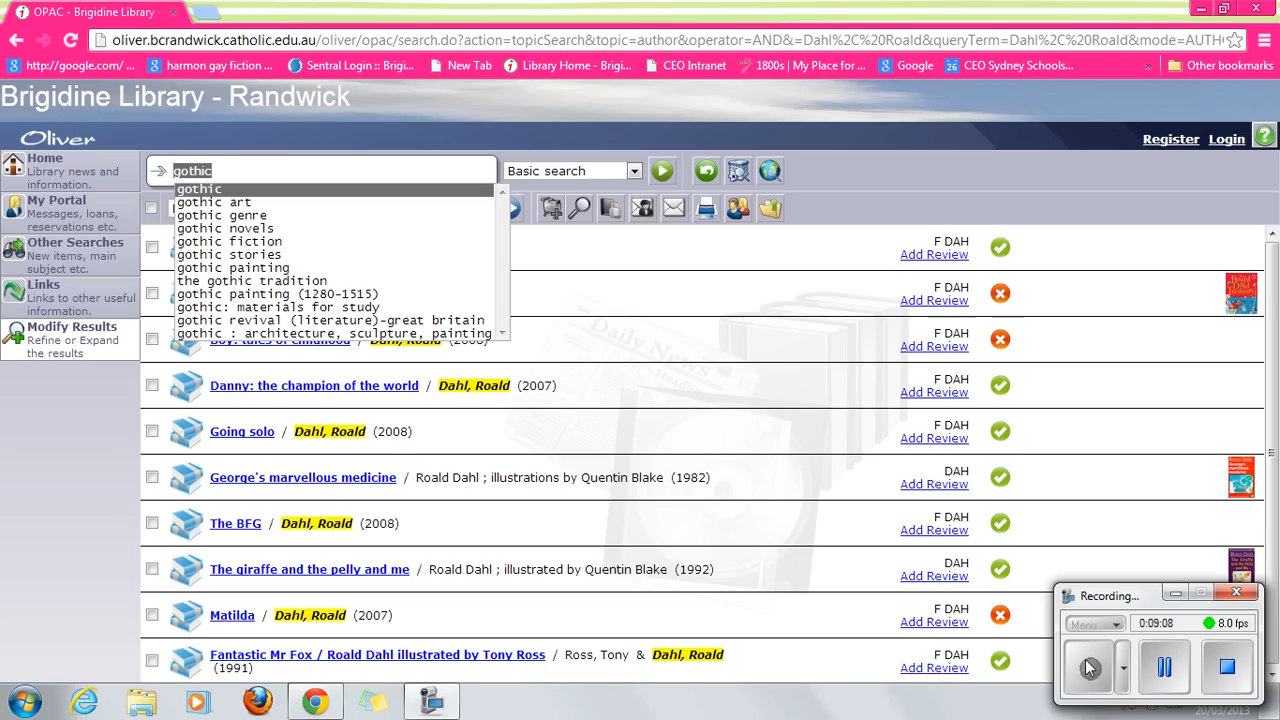 OPAC - Brigidine Library -
oliver.bcrandwick.catholic.edu.au/oliver/opac/search.do?action=topicSearch&topic=author&operator=AND&=Dahl%2C%20Roald&queryTerm=Dahl%2C%20Roald&mode=AUTH
http://google.com/ ... harmon gay fiction ... Sentral Login :: Brigi... New Tab Library Home - Brigi... CEO Intranet 1800s | My Place for ... Google 26 CEO Sydney Schools... » Other bookmarks
Brigidine Library - Randwick
Oliver Register Login ?
Home
Library news and
information.
My Portal
Messages, loans,
reservations etc.
Other Searches
New items, main
subject etc.
Links
Links to other useful
information
Modify Results
Refine or Expand
the results
gothic Basic search
gothic
gothic art
gothic genre
gothic novels
gothic fiction
gothic stories
gothic painting
the gothic tradition
gothic painting (1280-1515)
gothic: materials for study
gothic revival (literature)-great britain
gothic : architecture, sculpture, painting
F DAH
Add Review
F DAH
Add Review
F DAH
Add Review
Danny: the champion of the world / Dahl, Roald (2007) F DAH
Add Review
Going solo / Dahl, Roald (2008) F DAH
Add Review
George's marvellous medicine / Roald Dahl ; illustrations by Quentin Blake (1982) DAH
Add Review
The BFG / Dahl, Roald (2008) F DAH
Add Review
The giraffe and the pelly and me / Roald Dahl ; illustrated by Quentin Blake (1992) DAH
Add Review
Matilda / Dahl, Roald (2007) F DAH
Add Review
Fantastic Mr Fox / Roald Dahl illustrated by Tony Ross / Ross, Tony & Dahl, Roald
(1991) F DAH
Add Review
Daily News
Recording...
Menu 0:09:08 8.0 fps
20/03/2013